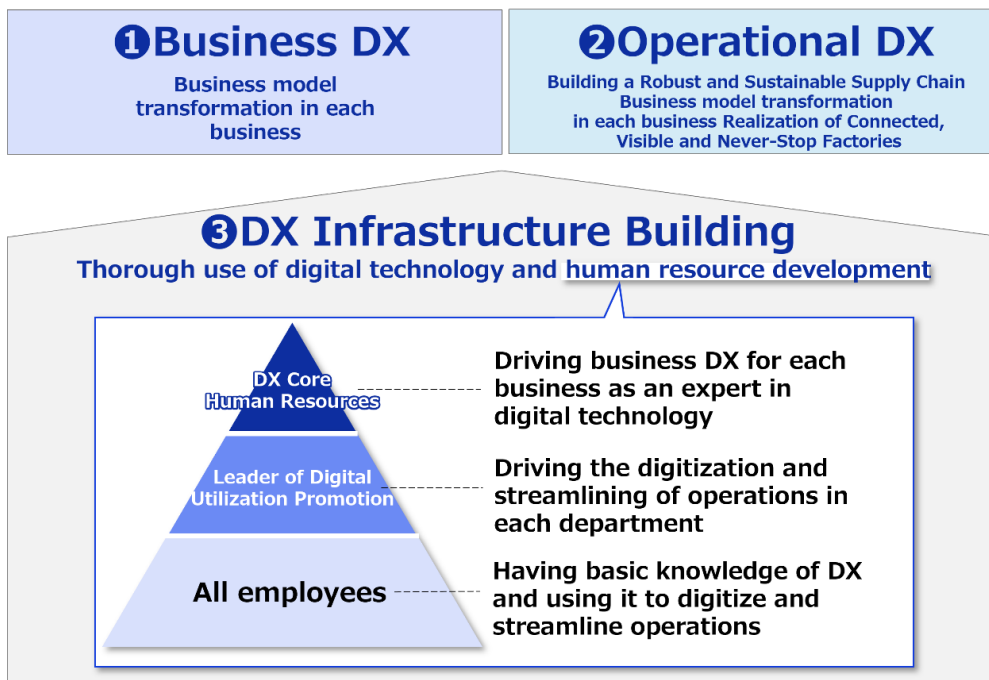 ❶Business DX
Business model
transformation in each
business
❷Operational DX
Building a Robust and Sustainable Supply Chain
Business model transformation
in each business Realization of Connected,
Visible and Never-Stop Factories
❸DX Infrastructure Building
Thorough use of digital technology and human resource development
DX Core
Human Resources
Driving business DX for each
business as an expert in
digital technology
Leader of Digital
Utilization Promotion
Driving the digitization and
streamlining of operations in
each department
All employees
Having basic knowledge of DX
and using it to digitize and
streamline operations